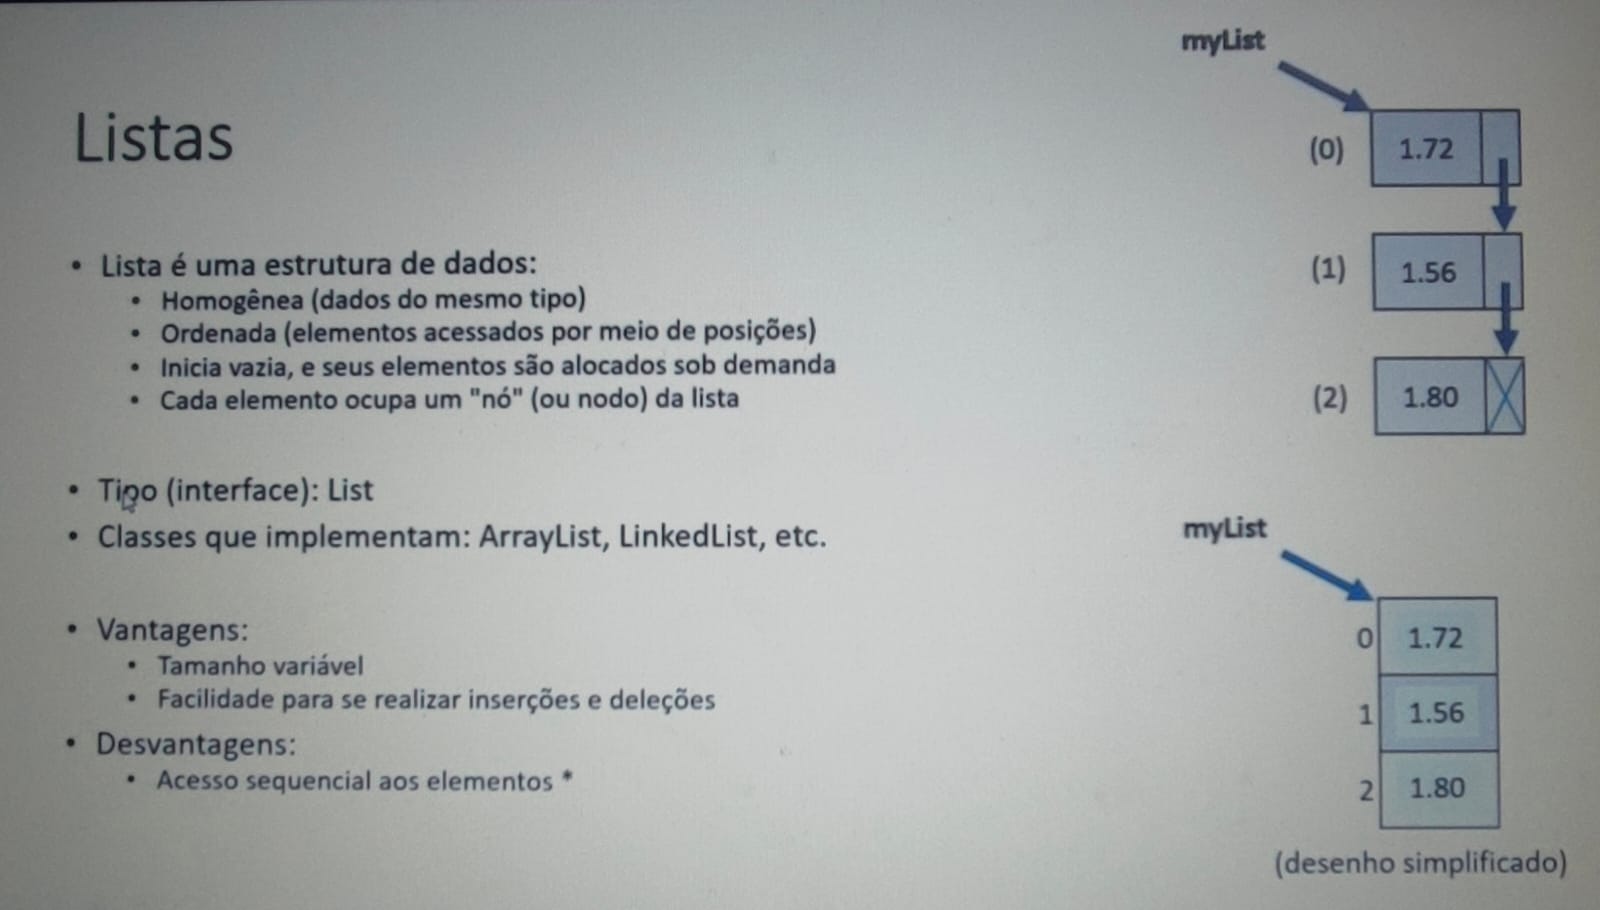 Listas
• Lista é uma estrutura de dados:
• Homogênea (dados do mesmo tipo)
• Ordenada (elementos acessados por meio de posições)
• Inicia vazia, e seus elementos são alocados sob demanda
• Cada elemento ocupa um "nó" (ou nodo) da lista
• Tipo (interface): List
• Classes que implementam: ArrayList, LinkedList, etc.
• Vantagens:
• Tamanho variável
• Facilidade para se realizar inserções e deleções
• Desvantagens:
• Acesso sequencial aos elementos *
myList
(0) 1.72
(1) 1.56
(2) 1.80
myList
0 1.72
1 1.56
2 1.80
(desenho simplificado)